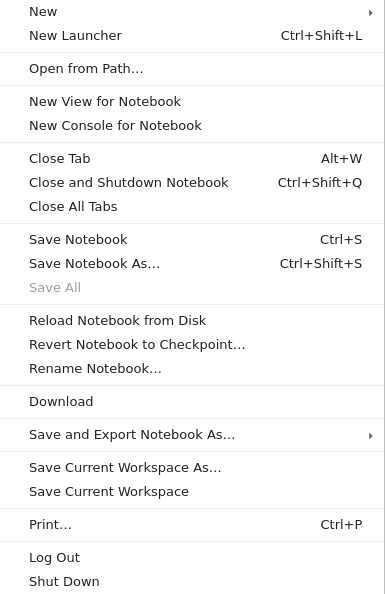 New
New Launcher Ctrl+Shift+L
Open from Path…
New View for Notebook
New Console for Notebook
Close Tab Alt+W
Close and Shutdown Notebook Ctrl+Shift+Q
Close All Tabs
Save Notebook Ctrl+S
Save Notebook As… Ctrl+Shift+S
Save All
Reload Notebook from Disk
Revert Notebook to Checkpoint…
Rename Notebook…
Download
Save and Export Notebook As…
Save Current Workspace As…
Save Current Workspace
Print… Ctrl+P
Log Out
Shut Down